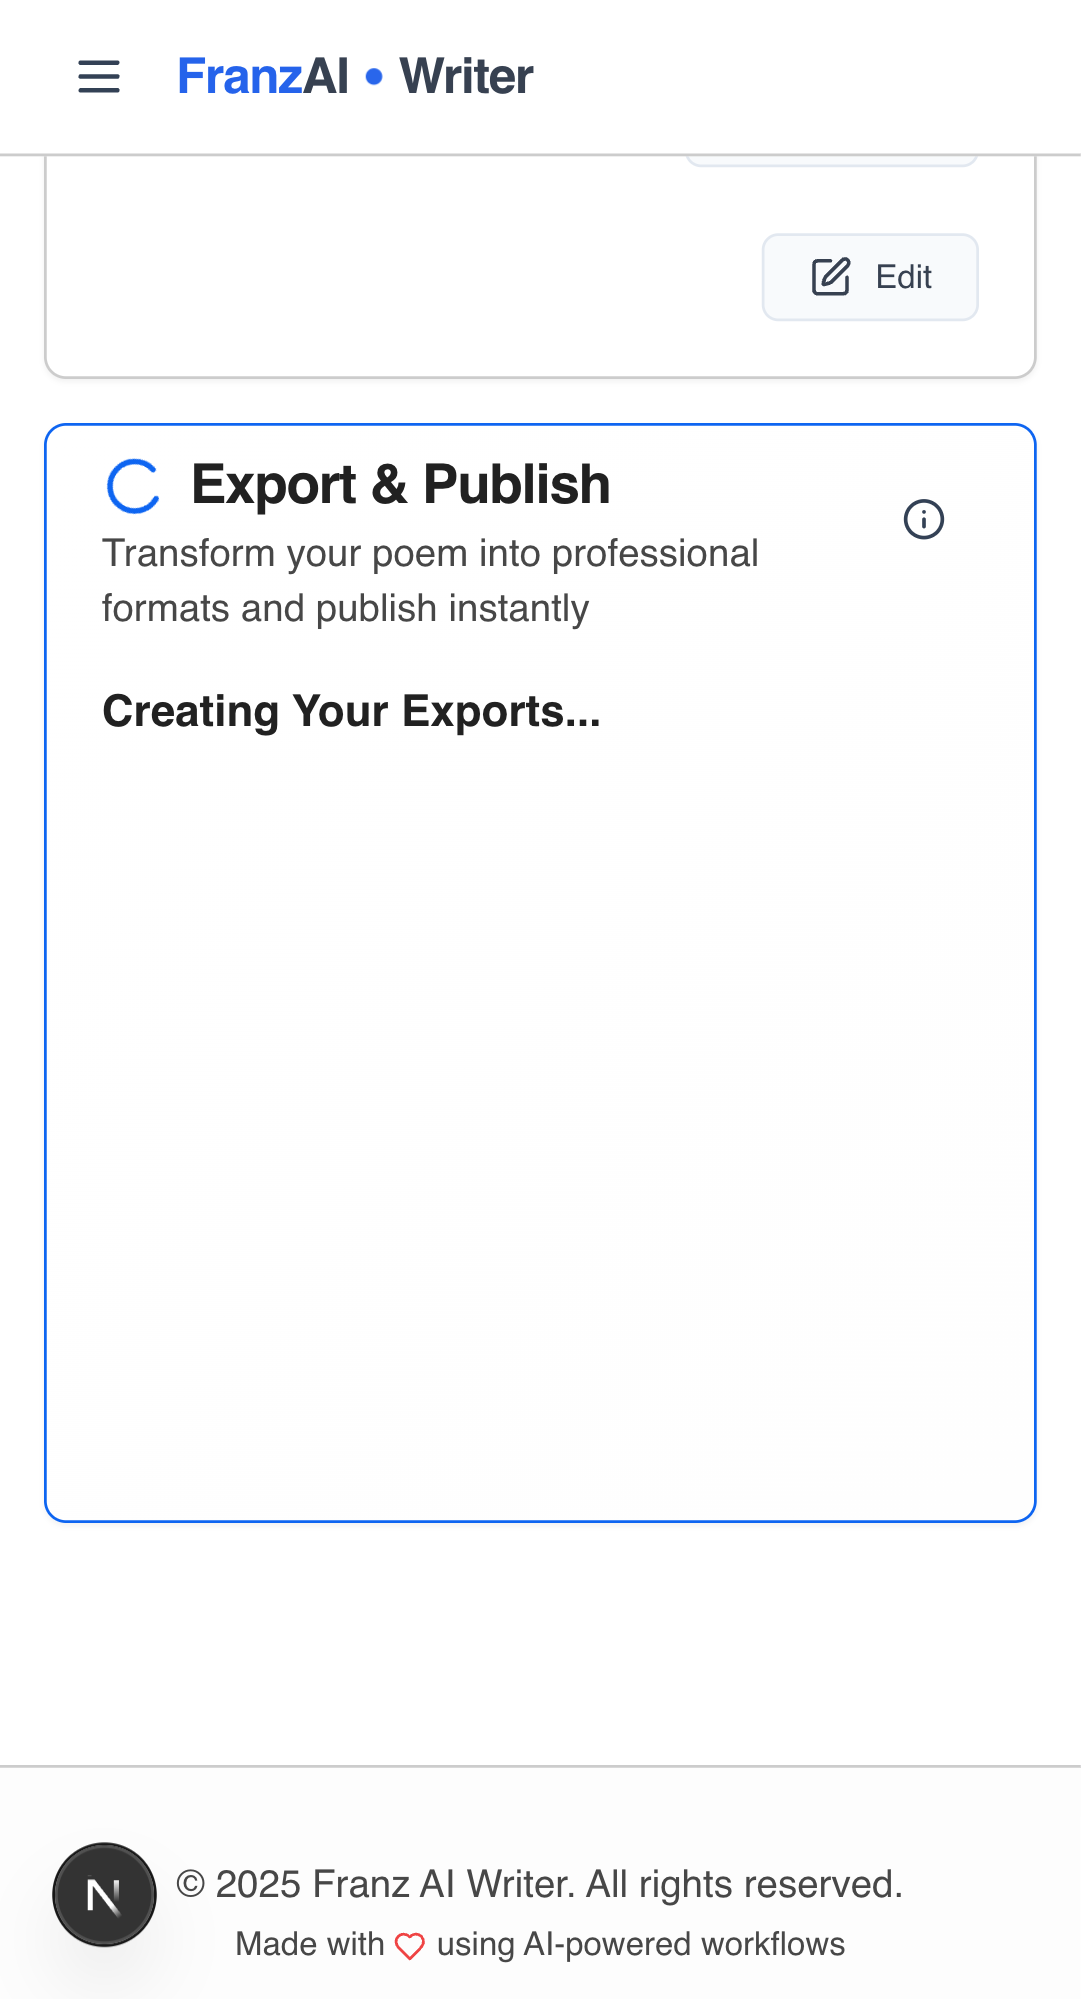 FranzAI • Writer
Edit
Export & Publish
Transform your poem into professional
formats and publish instantly
Creating Your Exports...
N
© 2025 Franz AI Writer. All rights reserved.
Made with using AI-powered workflows